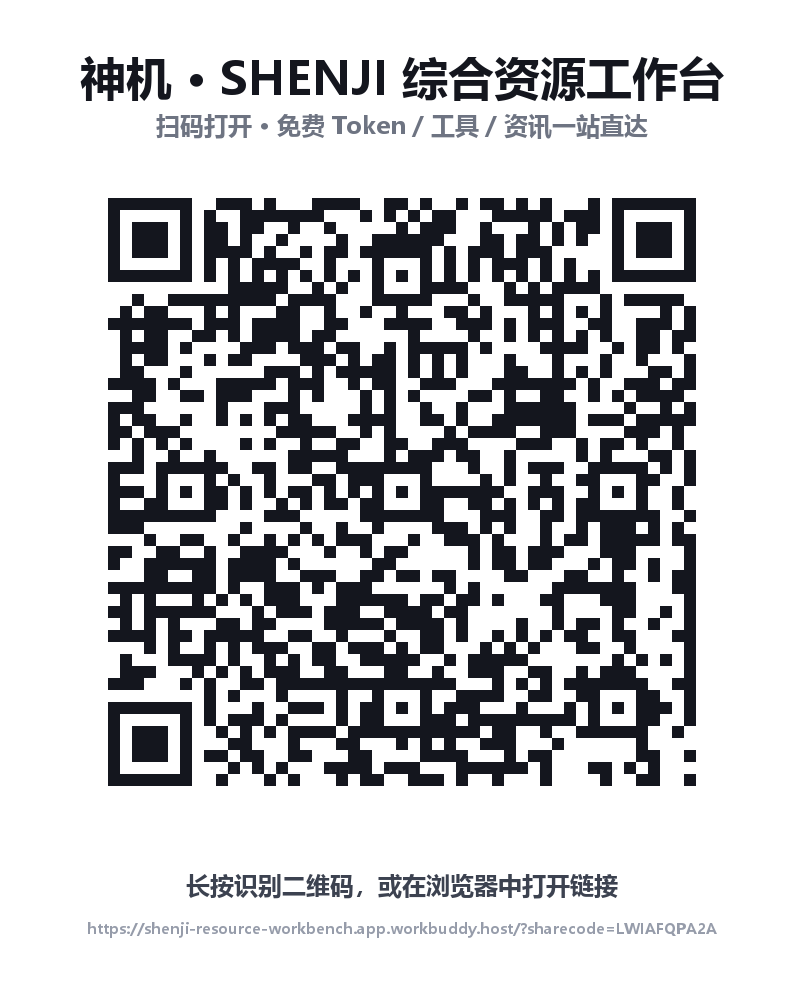 神机 • SHENJI 综合资源工作台
扫码打开 • 免费 Token / 工具 / 资讯一站直达
长按识别二维码，或在浏览器中打开链接
https://shenji-resource-workbench.app.workbuddy.host/?sharecode=LWIAFQPA2A